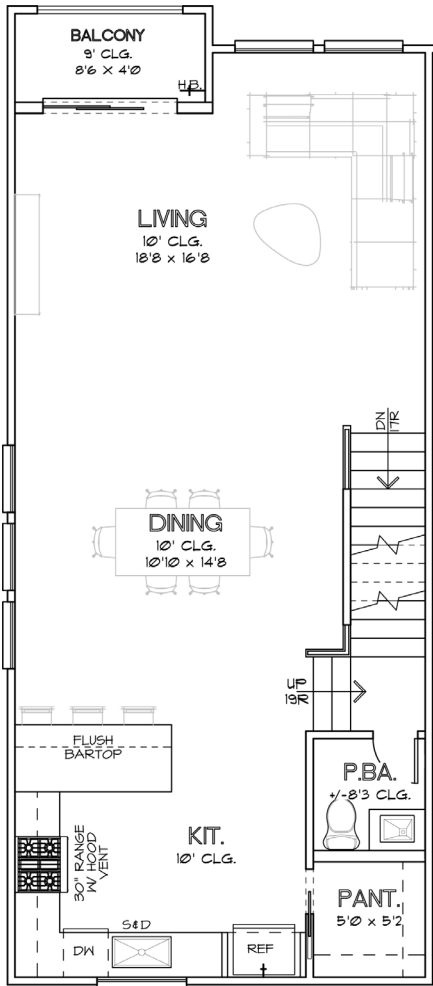 BALCONY
9' CLG.
8'6 x 4'0
H.B.
LIVING
10' CLG.
18'8 x 16'8
DN
17R
DINING
10' CLG.
10'10 x 14'8
UP
19R
FLUSH
BARTOP
P.BA.
+/-8'3 CLG.
KIT.
10' CLG.
30" RANGE
W/ HOOD
VENT
PANT.
5'0 x 5'2
S&D
DW
REF